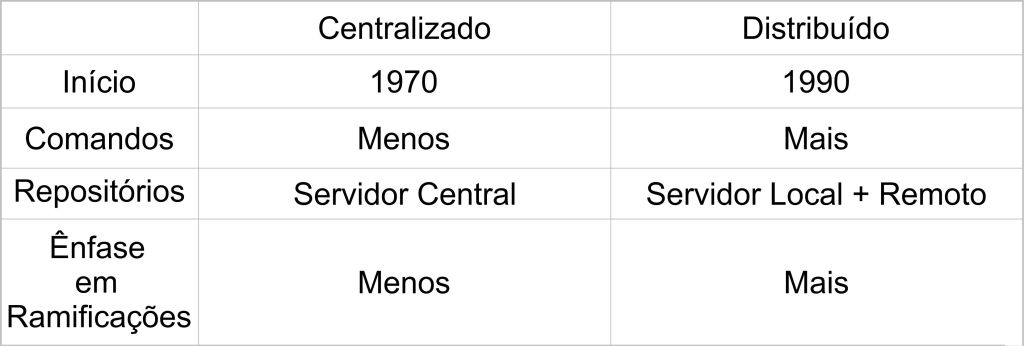 Centralizado Distribuído
Início 1970 1990
Comandos Menos Mais
Repositórios Servidor Central Servidor Local + Remoto
Ênfase
em
Ramificações Menos Mais